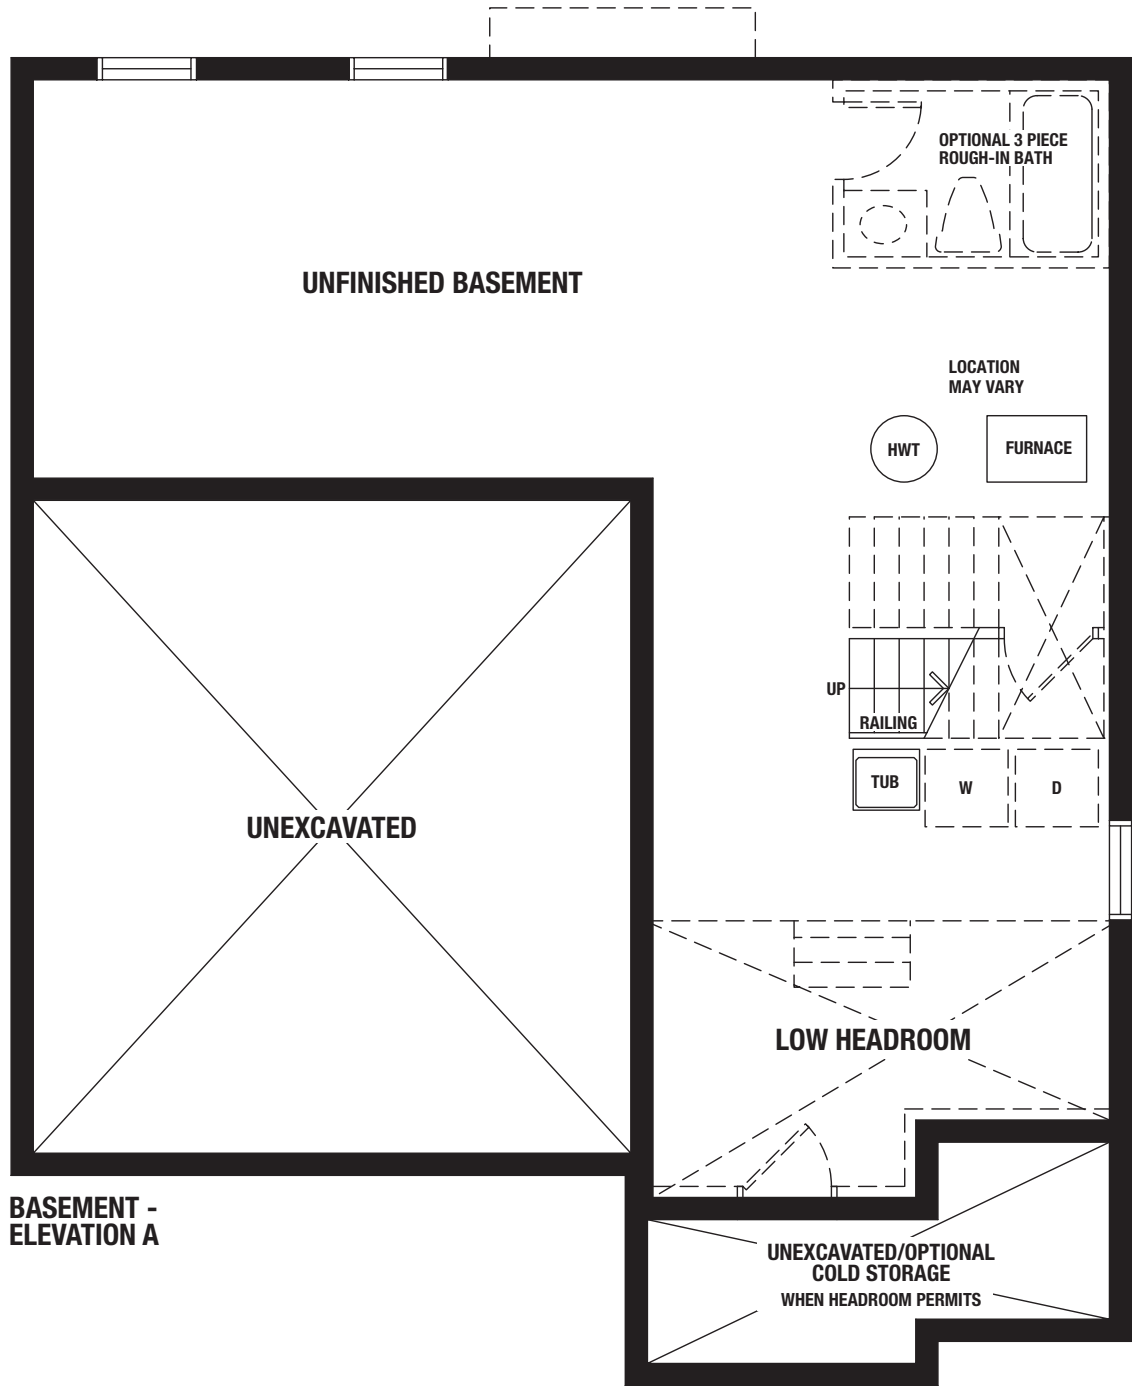 OPTIONAL 3 PIECE
ROUGH-IN BATH
UNFINISHED BASEMENT
LOCATION
MAY VARY
HWT
FURNACE
UP
RAILING
TUB
W
D
UNEXCAVATED
LOW HEADROOM
BASEMENT -
ELEVATION A
UNEXCAVATED/OPTIONAL
COLD STORAGE
WHEN HEADROOM PERMITS